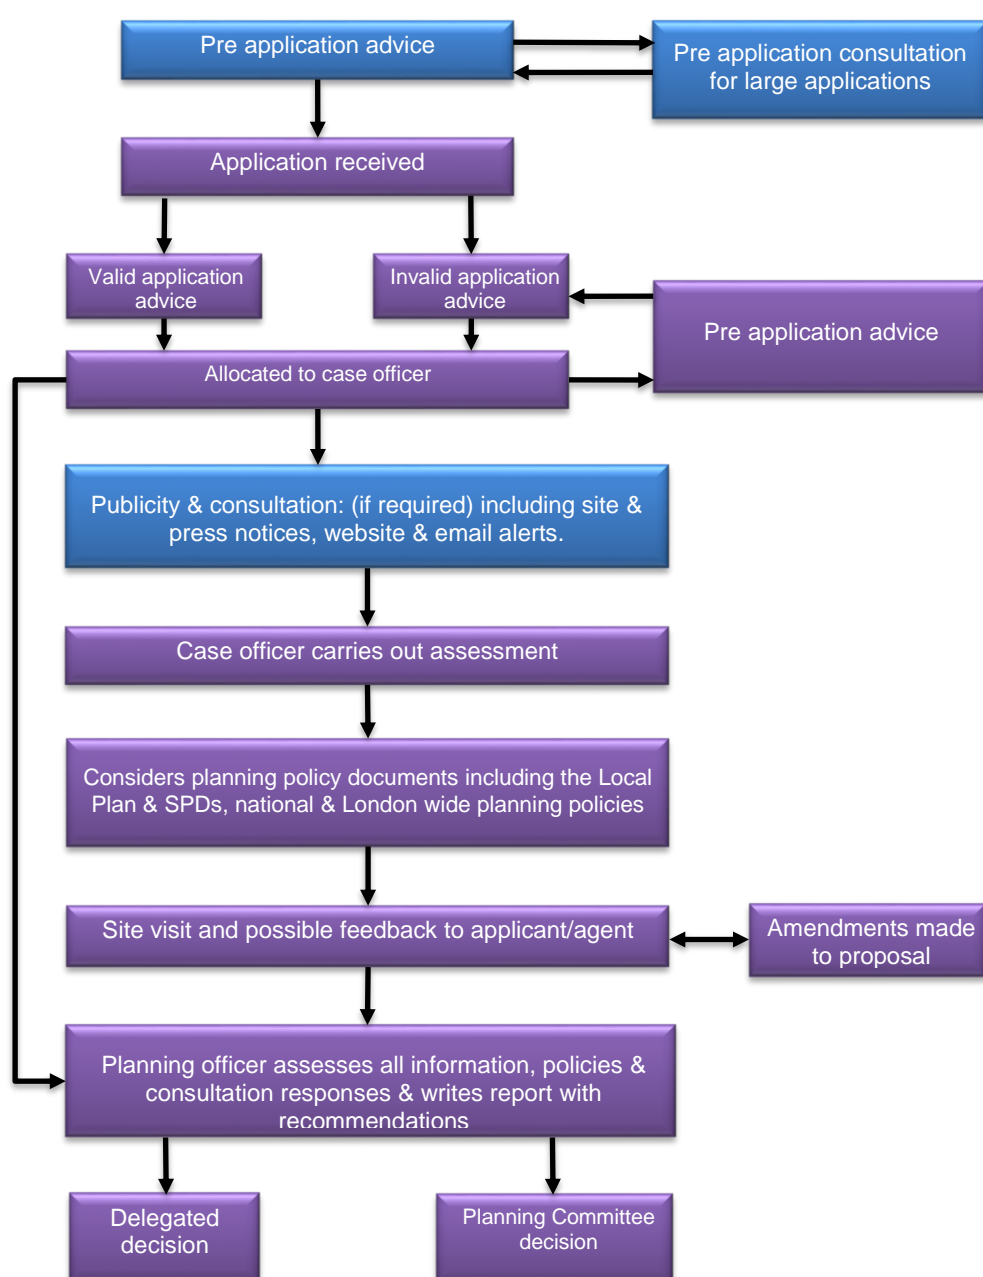 Pre application advice
Pre application consultation
for large applications
Application received
Valid application
advice
Invalid application
advice
Pre application advice
Allocated to case officer
Publicity & consultation: (if required) including site &
press notices, website & email alerts.
Case officer carries out assessment
Considers planning policy documents including the Local
Plan & SPDs, national & London wide planning policies
Site visit and possible feedback to applicant/agent
Amendments made
to proposal
Planning officer assesses all information, policies &
consultation responses & writes report with
recommendations
Delegated
decision
Planning Committee
decision